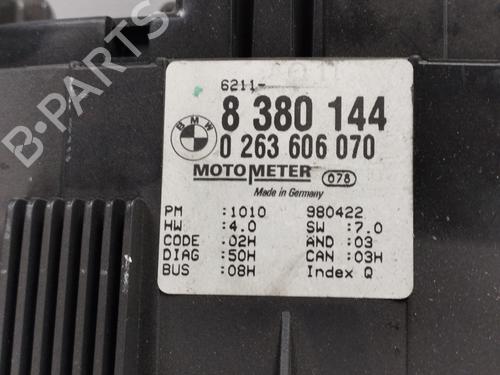 6211-
8 380 144
BMW
0 263 606 070
MOTOMETER 078
Made in Germany
PM :1010 980422
HW :4.0 SW :7.0
CODE :02H AND :03
DIAG :50H CAN :03H
BUS :08H Index Q
B-PARTS